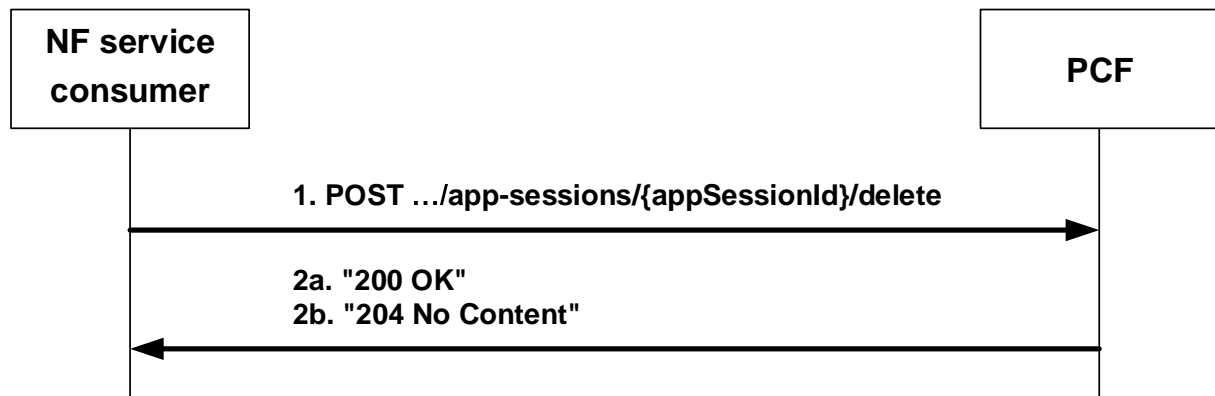 NF service
consumer
PCF
1. POST …/app-sessions/{appSessionId}/delete
2a. "200 OK"
2b. "204 No Content"